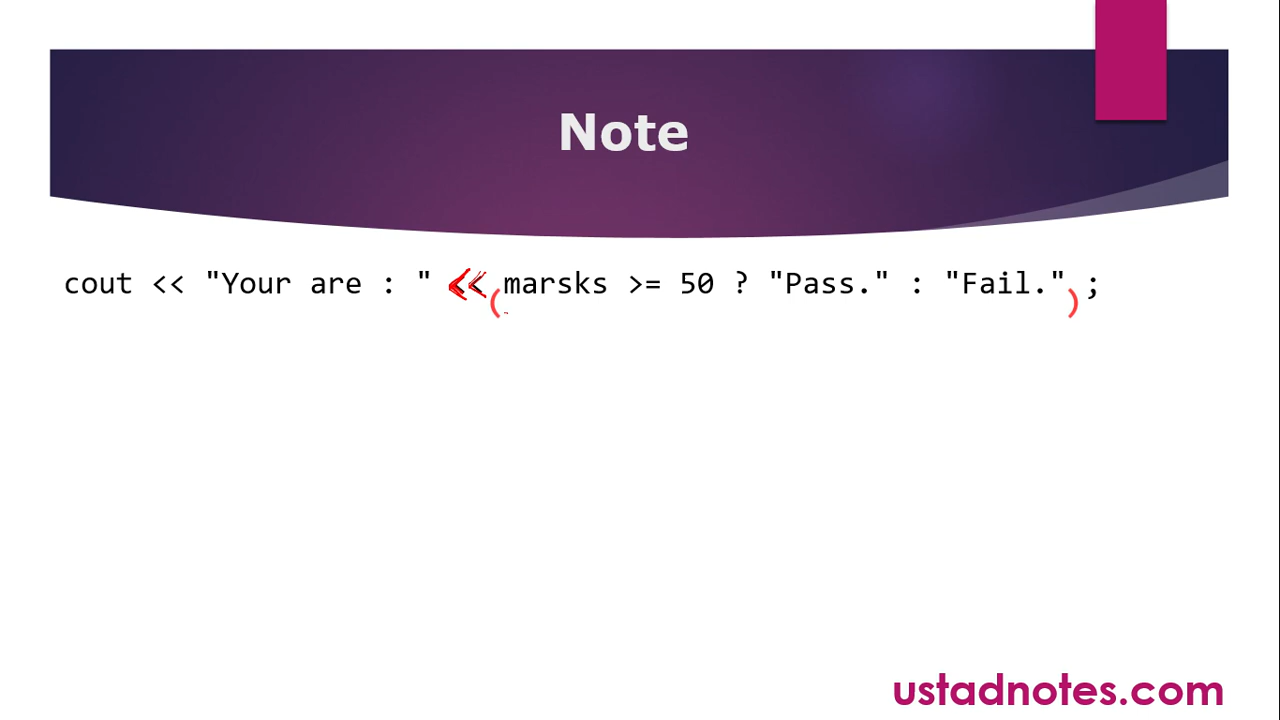 Note
cout << "Your are : " <<(marsks >= 50 ? "Pass." : "Fail.") ;
ustadnotes.com